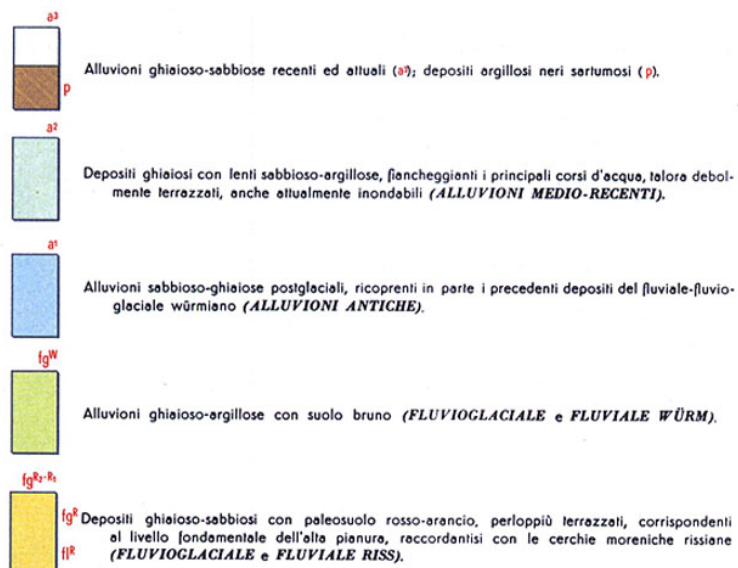 a³
Alluvioni ghiaioso-sabbiose recenti ed attuali (a³); depositi argillosi neri sartumosi (p).
p
a²
Depositi ghiaiosi con lenti sabbioso-argillose, fiancheggianti i principali corsi d'acqua, talora debol-
mente terrazzati, anche attualmente inondabili (ALLUVIONI MEDIO-RECENTI).
a¹
Alluvioni sabbioso-ghiaiose postglaciali, ricoprenti in parte i precedenti depositi del fluviale-fluvio-
glaciale würmiano (ALLUVIONI ANTICHE).
fgᵂ
Alluvioni ghiaioso-argillose con suolo bruno (FLUVIOGLACIALE e FLUVIALE WÜRM).
fgᴿ²⁻ᴿ¹
fgᴿ Depositi ghiaioso-sabbiosi con paleosuolo rosso-arancio, perloppiù terrazzati, corrispondenti
al livello fondamentale dell'alta pianura, raccordantisi con le cerchie moreniche rissiane
flᴿ (FLUVIOGLACIALE e FLUVIALE RISS).